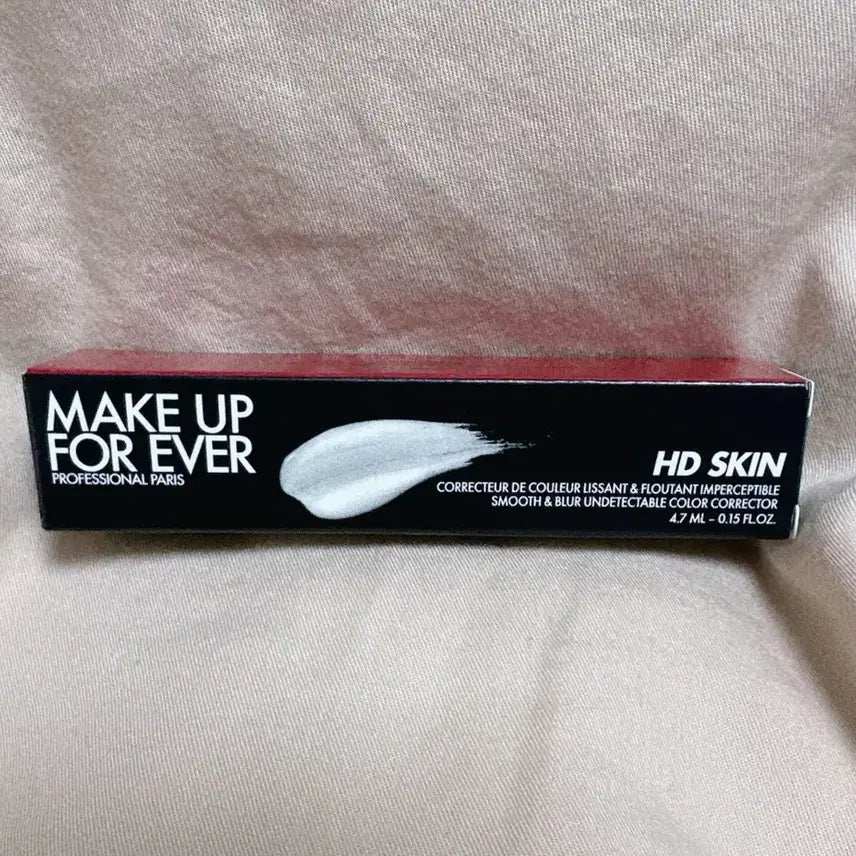 MAKE UP
FOR EVER
PROFESSIONAL PARIS
HD SKIN
CORRECTEUR DE COULEUR LISSANT & FLOUTANT IMPERCEPTIBLE
SMOOTH & BLUR UNDETECTABLE COLOR CORRECTOR
4.7 ML – 0.15 FL.OZ.